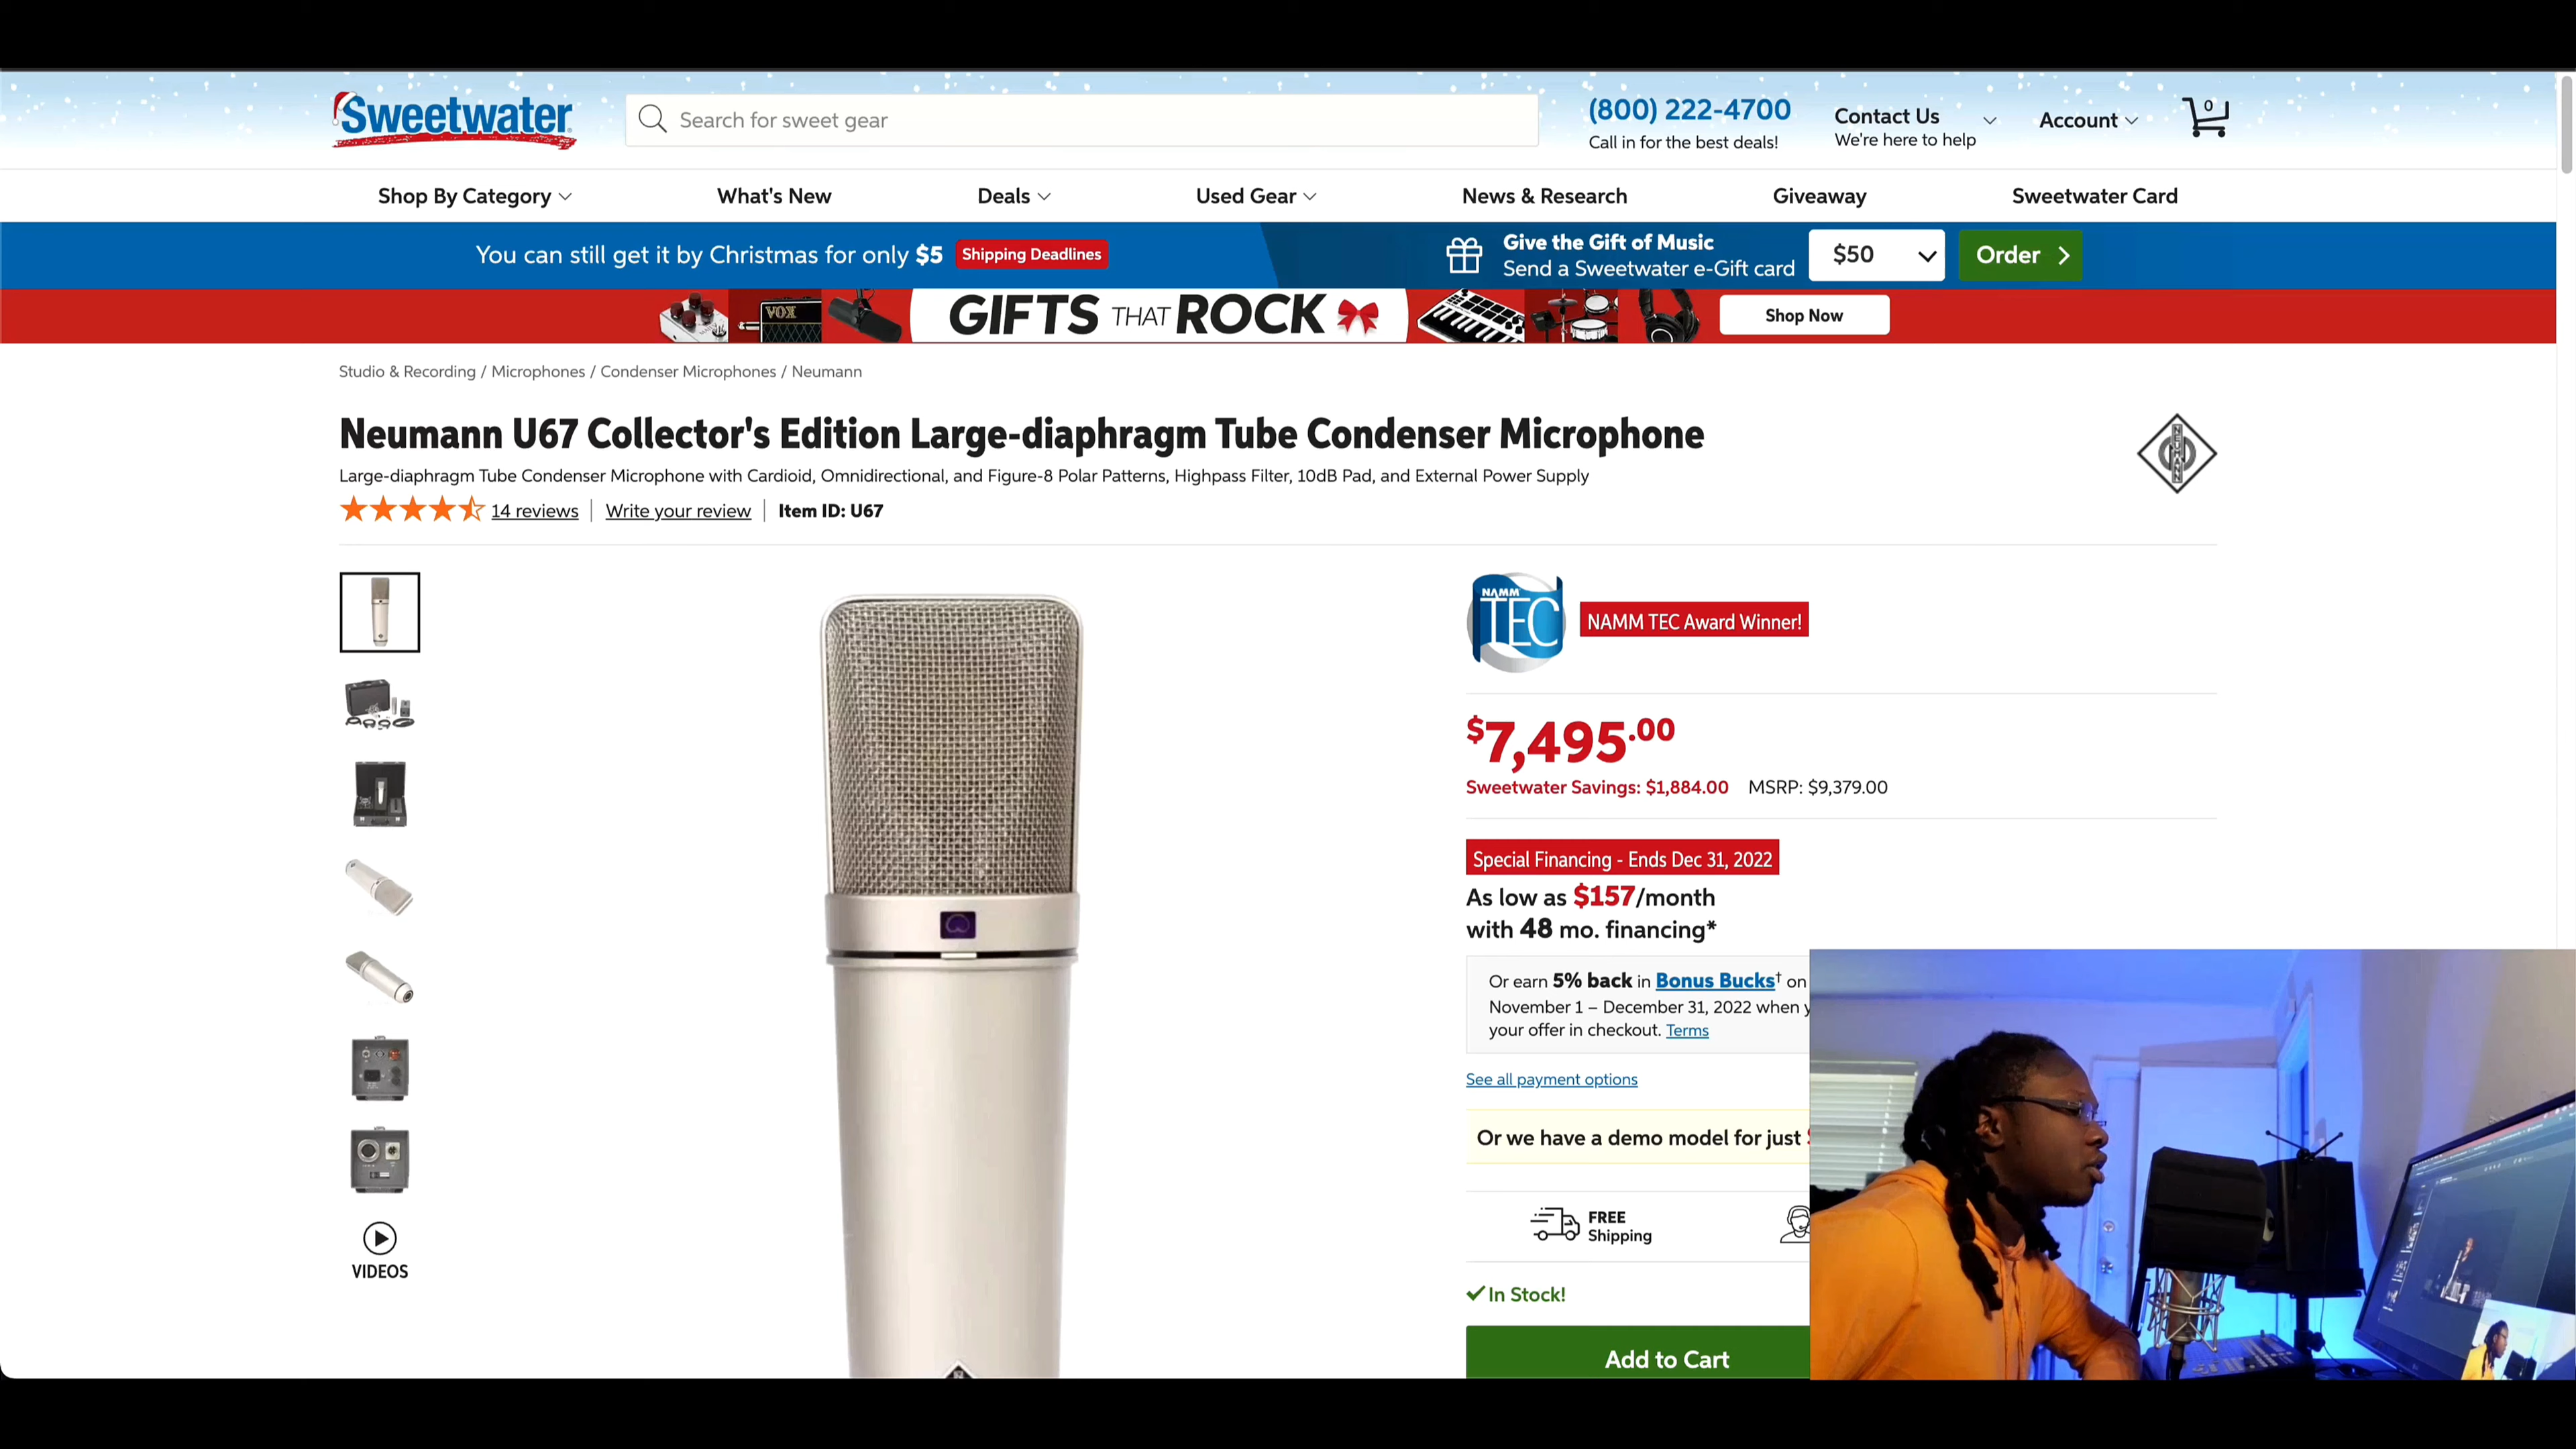 Sweetwater
Search for sweet gear
(800) 222-4700
Call in for the best deals!
Contact Us
We're here to help
Account
0
Shop By Category
What's New
Deals
Used Gear
News & Research
Giveaway
Sweetwater Card
You can still get it by Christmas for only $5
Shipping Deadlines
Give the Gift of Music
Send a Sweetwater e-Gift card
$50
Order
VOX
GIFTS THAT ROCK
Shop Now
Studio & Recording / Microphones / Condenser Microphones / Neumann
Neumann U67 Collector's Edition Large-diaphragm Tube Condenser Microphone
NEUMANN
Large-diaphragm Tube Condenser Microphone with Cardioid, Omnidirectional, and Figure-8 Polar Patterns, Highpass Filter, 10dB Pad, and External Power Supply
14 reviews
Write your review
Item ID: U67
NAMM
TEC
NAMM TEC Award Winner!
$7,495.00
Sweetwater Savings: $1,884.00
MSRP: $9,379.00
Special Financing - Ends Dec 31, 2022
As low as $157/month
with 48 mo. financing*
Or earn 5% back in Bonus Bucks† on
November 1 – December 31, 2022 when
your offer in checkout. Terms
See all payment options
Or we have a demo model for just
FREE
Shipping
VIDEOS
In Stock!
Add to Cart